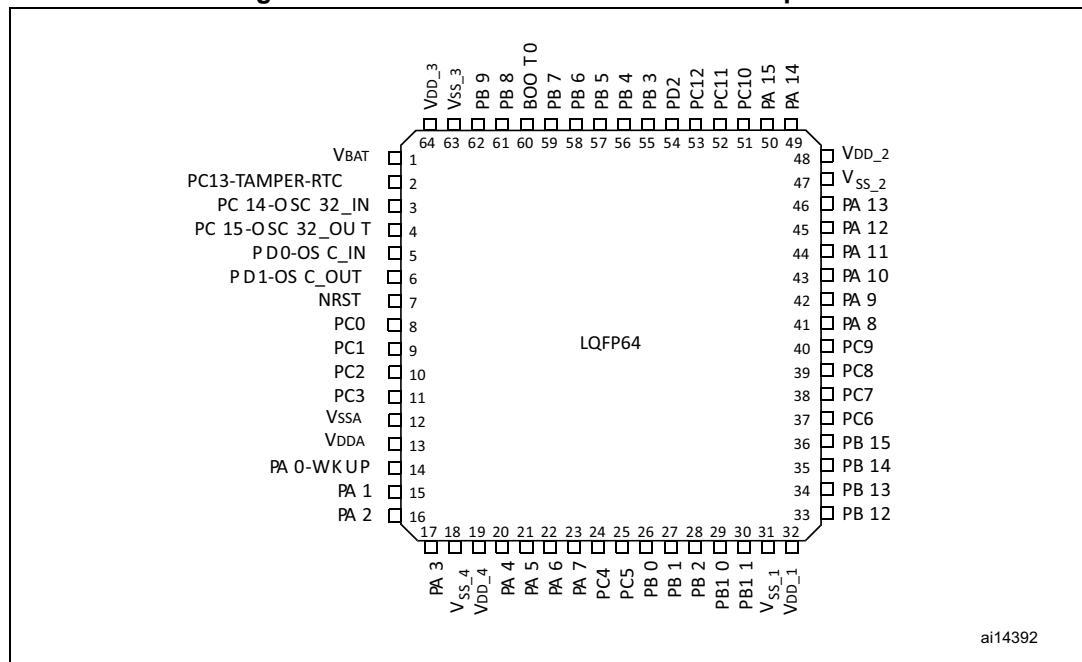 VDD_3
VSS_3
PB 9
PB 8
BOO T0
PB 7
PB 6
PB 5
PB 4
PB 3
PD2
PC12
PC11
PC10
PA 15
PA 14
64 63 62 61 60 59 58 57 56 55 54 53 52 51 50 49
VBAT 1
PC13-TAMPER-RTC 2
PC 14-O SC 32_IN 3
PC 15-O SC 32_OU T 4
P D0-OS C_IN 5
P D1-OS C_OUT 6
NRST 7
PC0 8
PC1 9
PC2 10
PC3 11
VSSA 12
VDDA 13
PA 0-WK UP 14
PA 1 15
PA 2 16
LQFP64
48 VDD_2
47 VSS_2
46 PA 13
45 PA 12
44 PA 11
43 PA 10
42 PA 9
41 PA 8
40 PC9
39 PC8
38 PC7
37 PC6
36 PB 15
35 PB 14
34 PB 13
33 PB 12
17 18 19 20 21 22 23 24 25 26 27 28 29 30 31 32
PA 3
VSS_4
VDD_4
PA 4
PA 5
PA 6
PA 7
PC4
PC5
PB 0
PB 1
PB 2
PB1 0
PB1 1
VSS_1
VDD_1
ai14392